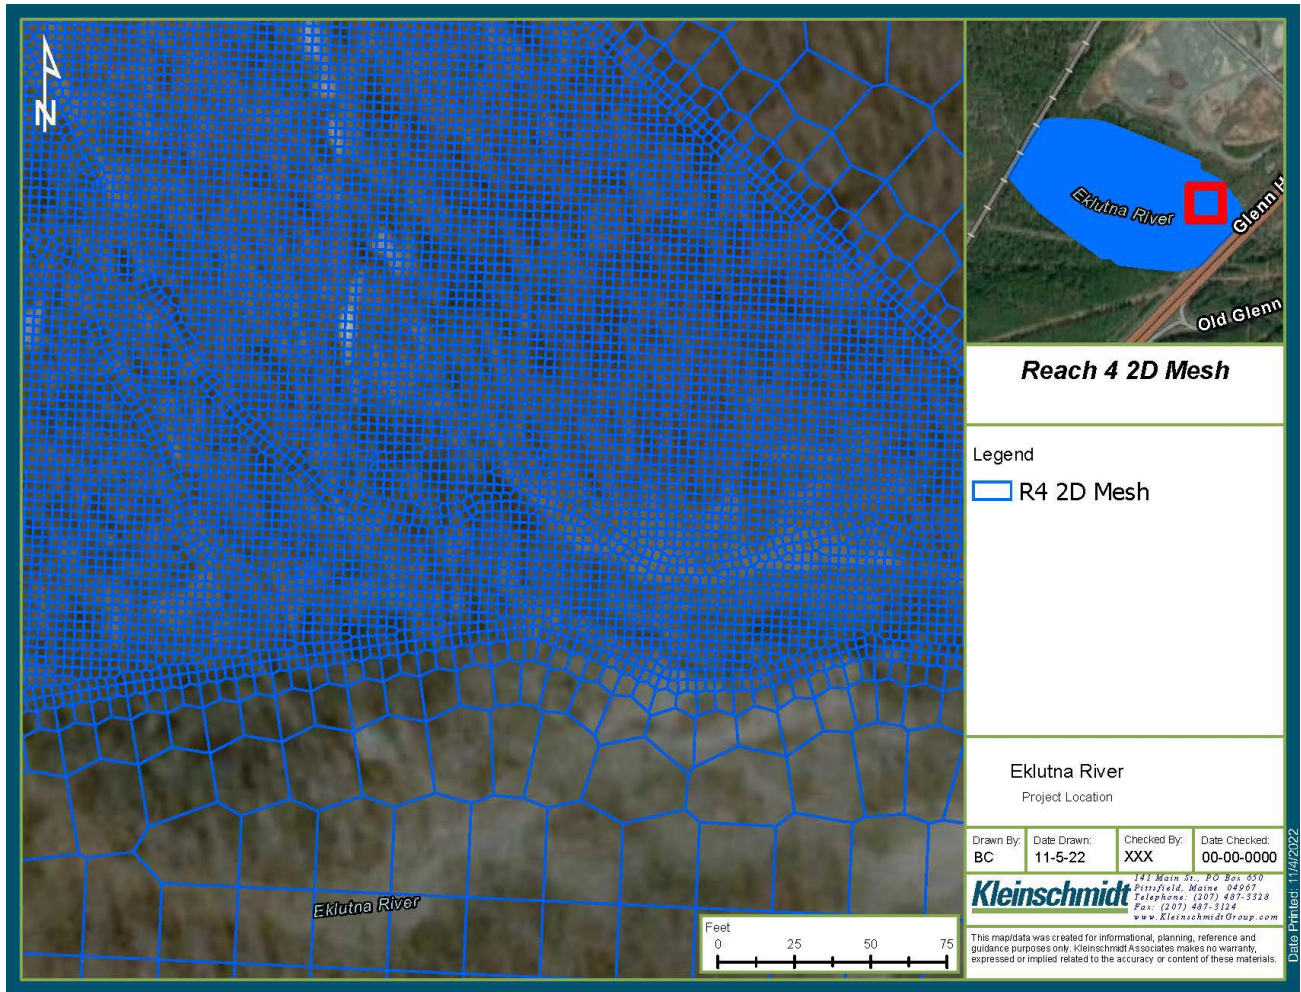 N
Eklutna River
Feet
0 25 50 75
Eklutna River
Glenn H
Old Glenn
Reach 4 2D Mesh
Legend
R4 2D Mesh
Eklutna River
Project Location
Drawn By: Date Drawn: Checked By: Date Checked:
BC 11-5-22 XXX 00-00-0000
Kleinschmidt
141 Main St., PO Box 650
Pittsfield, Maine 04967
Telephone: (207) 487-3328
Fax: (207) 487-3124
www.KleinschmidtGroup.com
This map/data was created for informational, planning, reference and
guidance purposes only. Kleinschmidt Associates makes no warranty,
expressed or implied related to the accuracy or content of these materials.
Date Printed: 11/4/2022